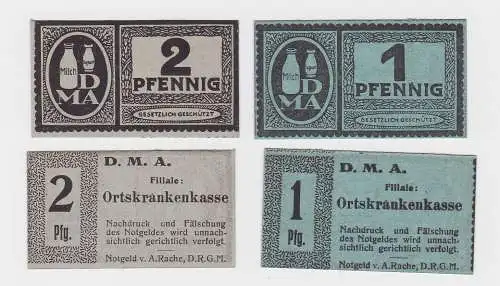 Milch
D
MA
2
PFENNIG
GESETZLICH GESCHÜTZT
Milch
D
MA
1
PFENNIG
GESETZLICH GESCHÜTZT
2
Pfg.
D. M. A.
Filiale:
Ortskrankenkasse
Nachdruck und Fälschung
des Notgeldes wird unnach-
sichtlich gerichtlich verfolgt.
Notgeld v. A.Rache, D.R.G.M.
1
Pfg.
D. M. A.
Filiale:
Ortskrankenkasse
Nachdruck und Fälschung
des Notgeldes wird unnach-
sichtlich gerichtlich verfolgt.
Notgeld v. A.Rache, D.R.G.M.